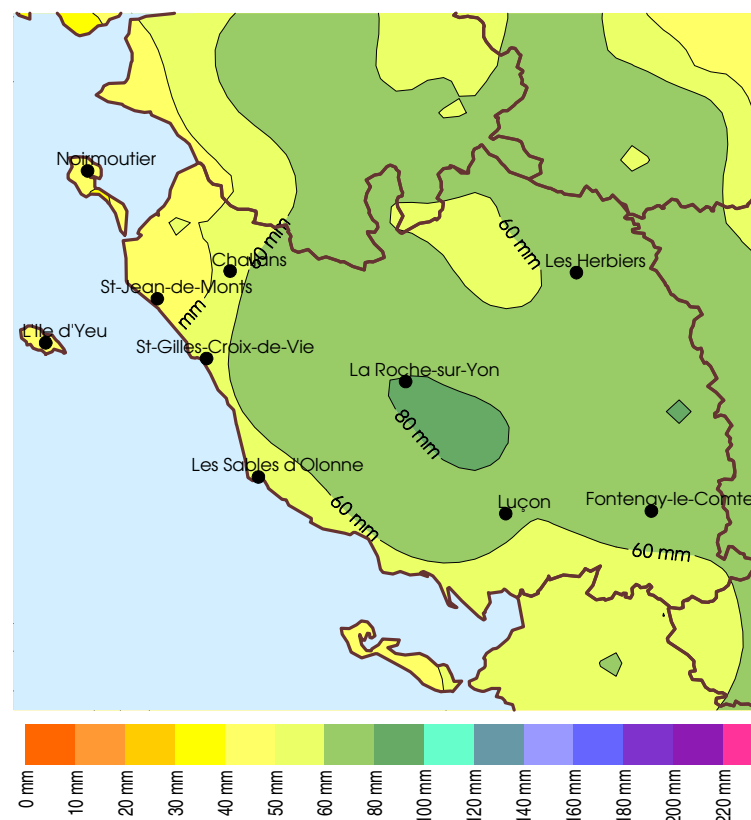 Noirmoutier
60 mm
60 mm
Challans
Les Herbiers
St-Jean-de-Monts
mm
L'Ile d'Yeu
St-Gilles-Croix-de-Vie
La Roche-sur-Yon
80 mm
Les Sables d'Olonne
60 mm
Luçon
Fontenay-le-Comte
60 mm
0 mm
10 mm
20 mm
30 mm
40 mm
50 mm
60 mm
80 mm
100 mm
120 mm
140 mm
160 mm
180 mm
200 mm
220 mm